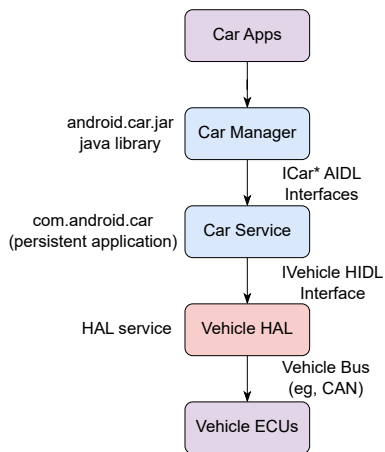 Car Apps
android.car.jar
java library
Car Manager
ICar* AIDL
Interfaces
com.android.car
(persistent application)
Car Service
IVehicle HIDL
Interface
HAL service
Vehicle HAL
Vehicle Bus
(eg, CAN)
Vehicle ECUs